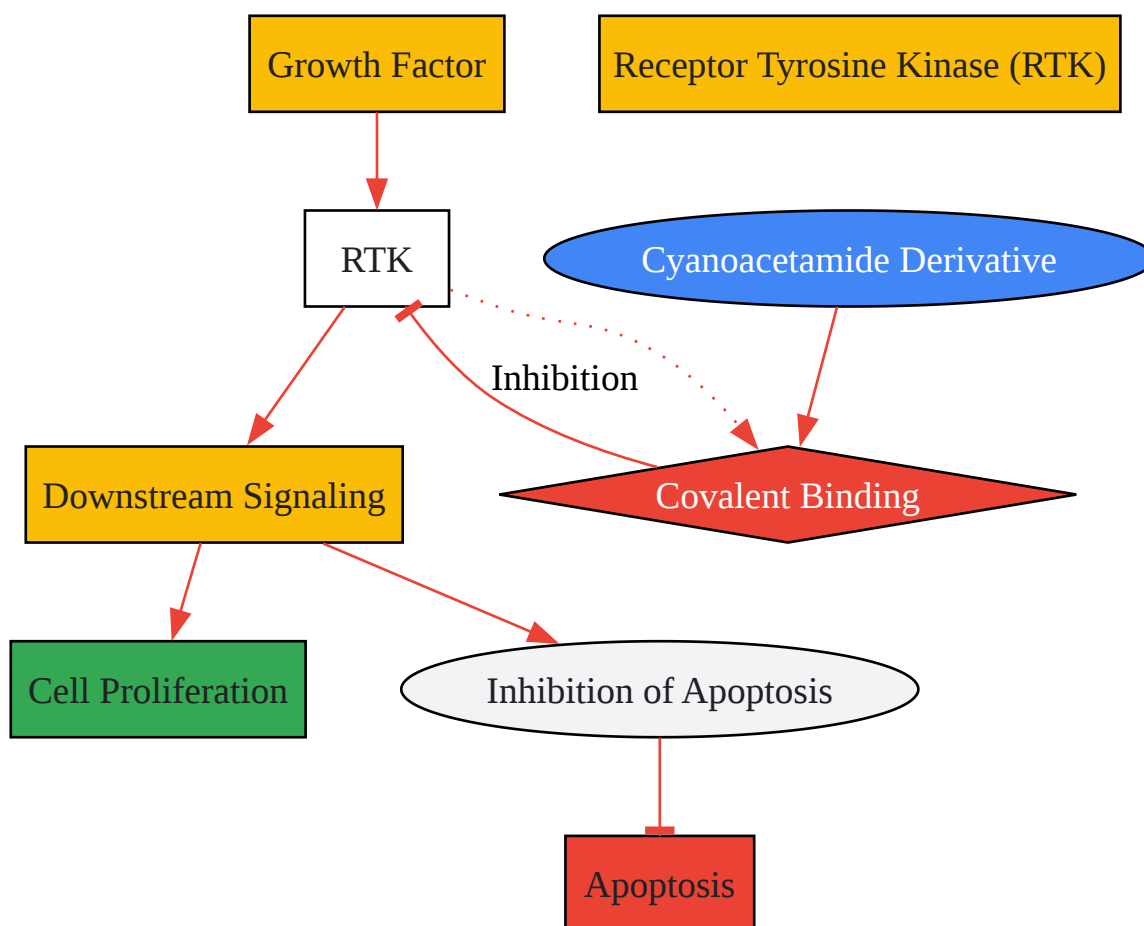 Growth Factor
Receptor Tyrosine Kinase (RTK)
RTK
Cyanoacetamide Derivative
Inhibition
Downstream Signaling
Covalent Binding
Cell Proliferation
Inhibition of Apoptosis
Apoptosis